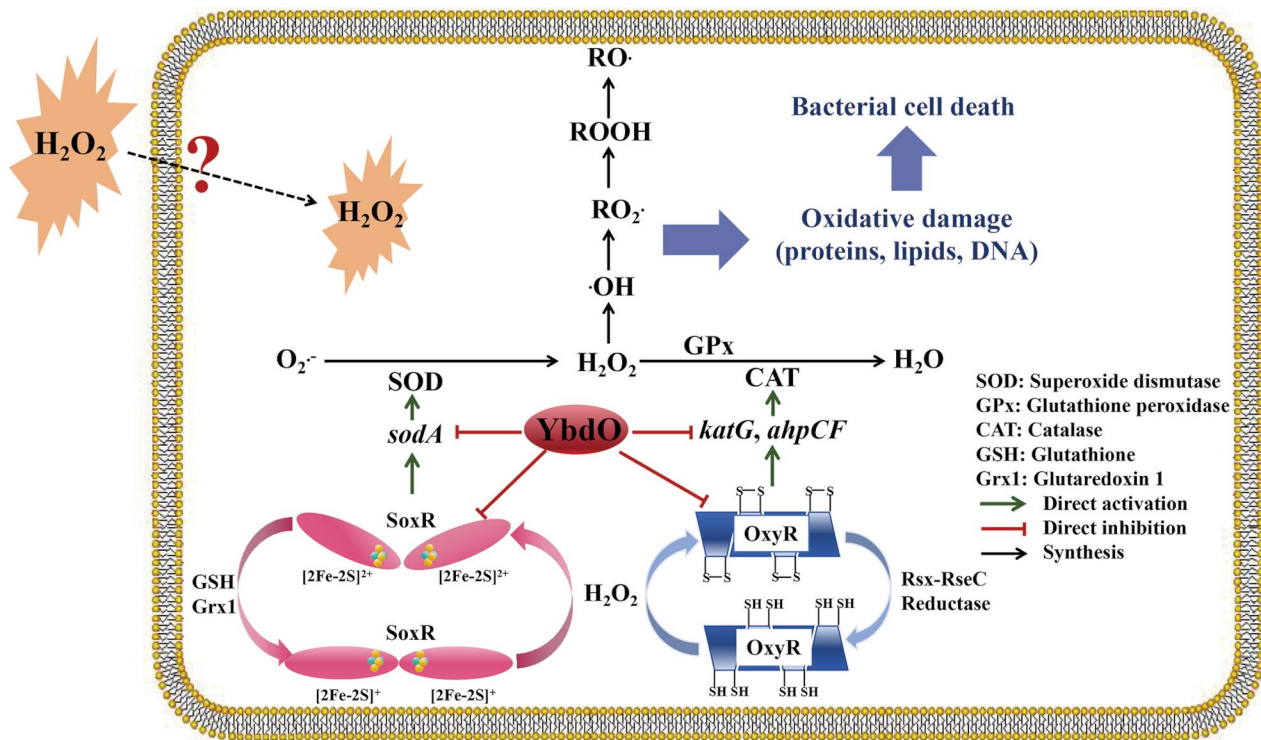 H₂O₂
?
H₂O₂
RO·
ROOH
RO₂·
·OH
Bacterial cell death
Oxidative damage
(proteins, lipids, DNA)
O₂·⁻
SOD
H₂O₂
GPx
CAT
H₂O
sodA
YbdO
katG, ahpCF
SOD: Superoxide dismutase
GPx: Glutathione peroxidase
CAT: Catalase
GSH: Glutathione
Grx1: Glutaredoxin 1
Direct activation
Direct inhibition
Synthesis
SoxR
[2Fe-2S]²⁺
[2Fe-2S]²⁺
GSH
Grx1
SoxR
[2Fe-2S]⁺
[2Fe-2S]⁺
H₂O₂
S-S
S-S
OxyR
S-S
S-S
Rsx-RseC
Reductase
SH SH
SH SH
OxyR
SH SH
SH SH